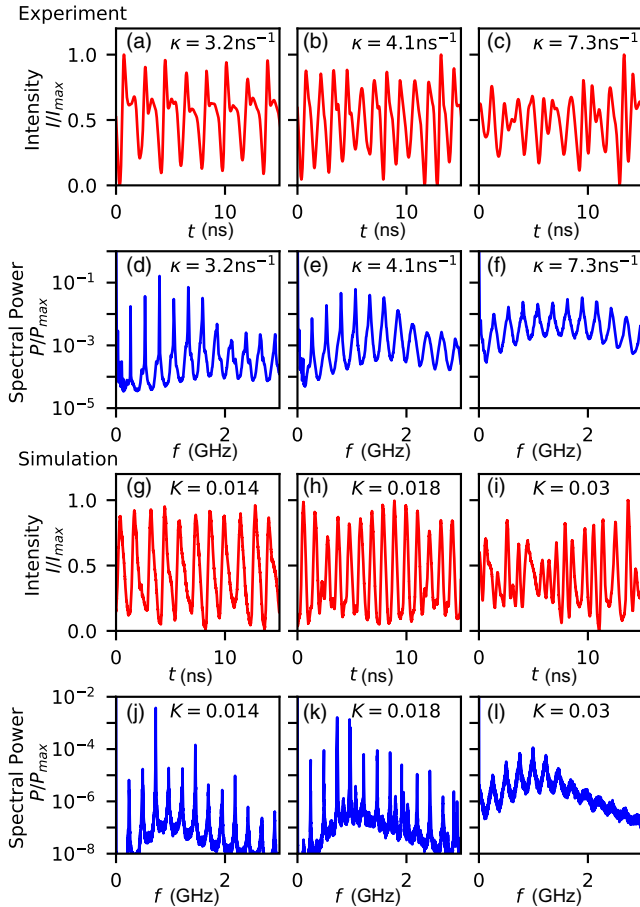 Experiment
(a) κ = 3.2ns⁻¹
(b) κ = 4.1ns⁻¹
(c) κ = 7.3ns⁻¹
Intensity
I/Imax
1.0
0.5
0.0
0 10
0 10
0 10
t (ns)
t (ns)
t (ns)
(d) κ = 3.2ns⁻¹
(e) κ = 4.1ns⁻¹
(f) κ = 7.3ns⁻¹
Spectral Power
P/Pmax
10⁻¹
10⁻³
10⁻⁵
0 2
0 2
0 2
f (GHz)
f (GHz)
f (GHz)
Simulation
(g) K = 0.014
(h) K = 0.018
(i) K = 0.03
Intensity
I/Imax
1.0
0.5
0.0
0 10
0 10
0 10
t (ns)
t (ns)
t (ns)
(j) K = 0.014
(k) K = 0.018
(l) K = 0.03
Spectral Power
P/Pmax
10⁻²
10⁻⁴
10⁻⁶
10⁻⁸
0 2
0 2
0 2
f (GHz)
f (GHz)
f (GHz)